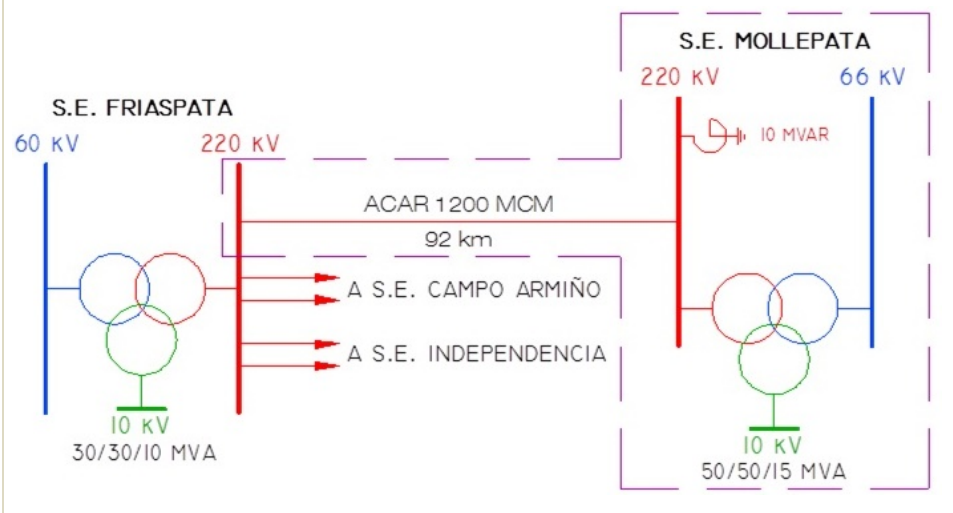 S.E. MOLLEPATA
220 KV
66 KV
S.E. FRIASPATA
60 KV
220 KV
10 MVAR
ACAR 1200 MCM
92 km
A S.E. CAMPO ARMIÑO
A S.E. INDEPENDENCIA
10 KV
30/30/10 MVA
10 KV
50/50/15 MVA